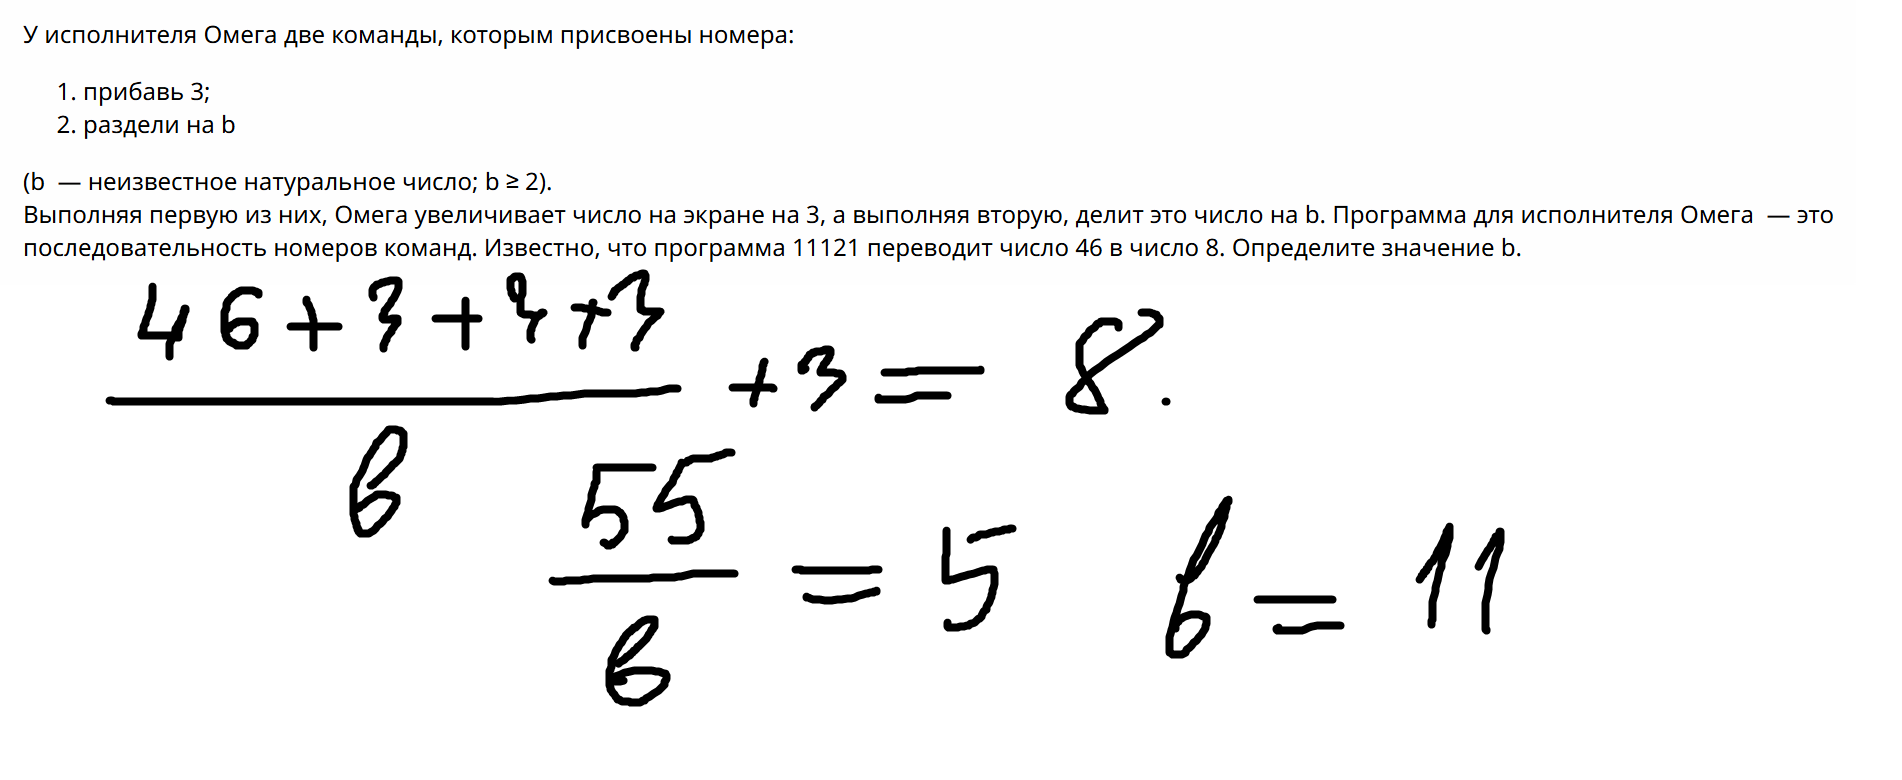 У исполнителя Омега две команды, которым присвоены номера:
1. прибавь 3;
2. раздели на b
(b — неизвестное натуральное число; b ≥ 2).
Выполняя первую из них, Омега увеличивает число на экране на 3, а выполняя вторую, делит это число на b. Программа для исполнителя Омега — это
последовательность номеров команд. Известно, что программа 11121 переводит число 46 в число 8. Определите значение b.
46+3+3+3
+3 = 8.
в
55
= 5 в = 11
в